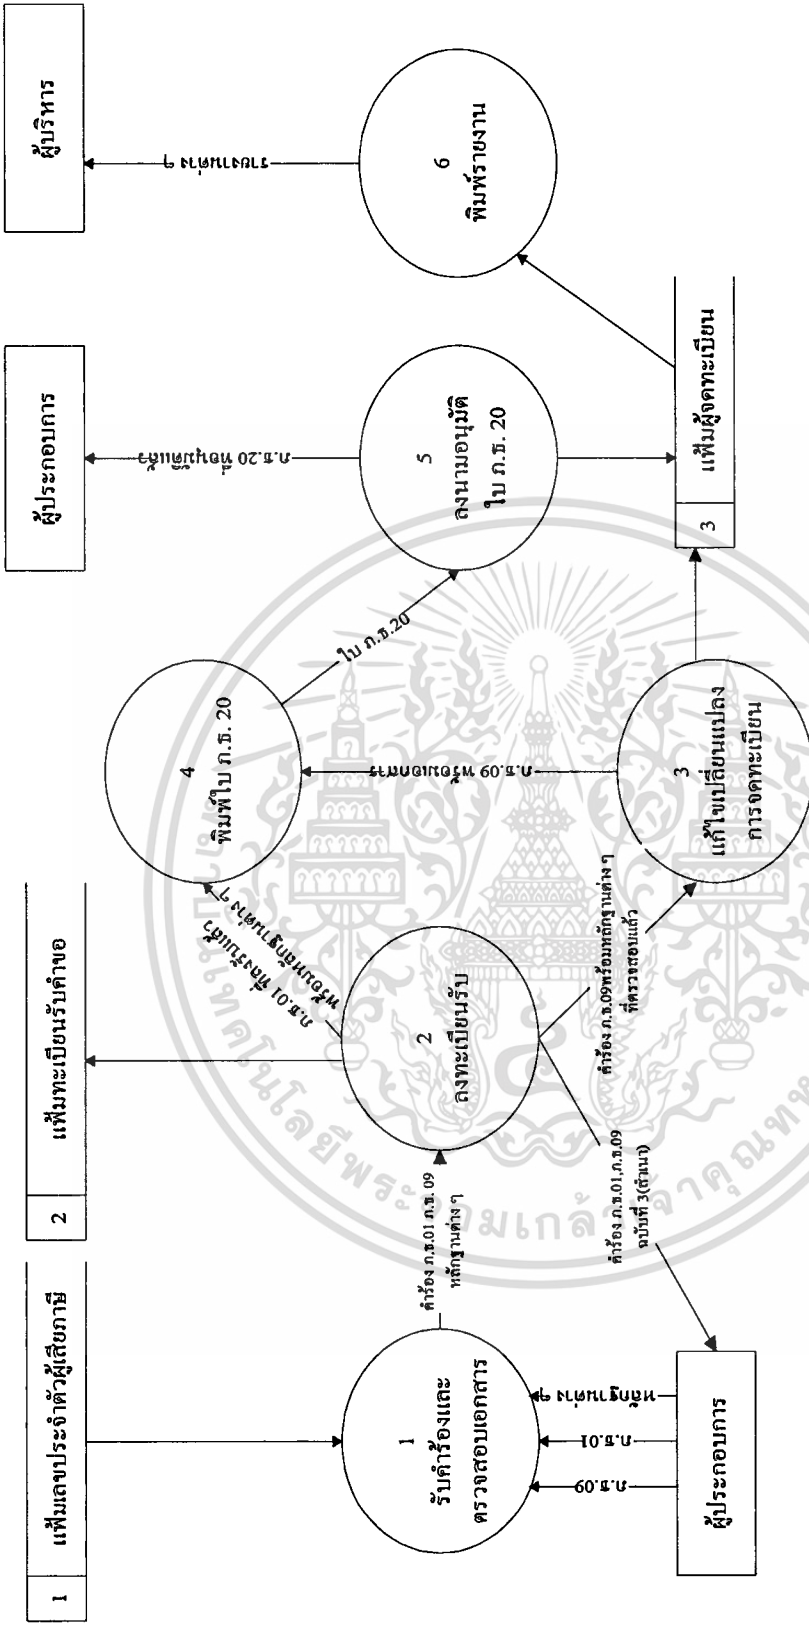 1
แฟ้มเลขประจำตัวผู้เสียภาษี
2
แฟ้มทะเบียนรับคำขอ
ผู้ประกอบการ
ผู้บริหาร
4
พิมพ์ใบ ภ.ธ. 20
ภ.ธ.20 ที่อนุมัติแล้ว
รายงานต่าง ๆ
ภ.ธ.01 ที่ลงรับแล้ว
พร้อมหลักฐานต่าง ๆ
ใบ ภ.ธ.20
1
รับคำร้องและ
ตรวจสอบเอกสาร
คำร้อง ภ.ธ.01 ภ.ธ. 09
หลักฐานต่าง ๆ
2
ลงทะเบียนรับ
ภ.ธ.09 พร้อมเอกสาร
5
ลงนามอนุมัติ
ใบ ภ.ธ. 20
6
พิมพ์รายงาน
ภ.ธ.09
ภ.ธ.01
หลักฐานต่าง ๆ
คำร้อง ภ.ธ.01,ภ.ธ.09
ฉบับที่ 3(สำเนา)
คำร้อง ภ.ธ.09พร้อมหลักฐานต่าง ๆ
ที่ตรวจสอบแล้ว
ผู้ประกอบการ
3
แก้ไขเปลี่ยนแปลง
การจดทะเบียน
3
แฟ้มผู้จดทะเบียน